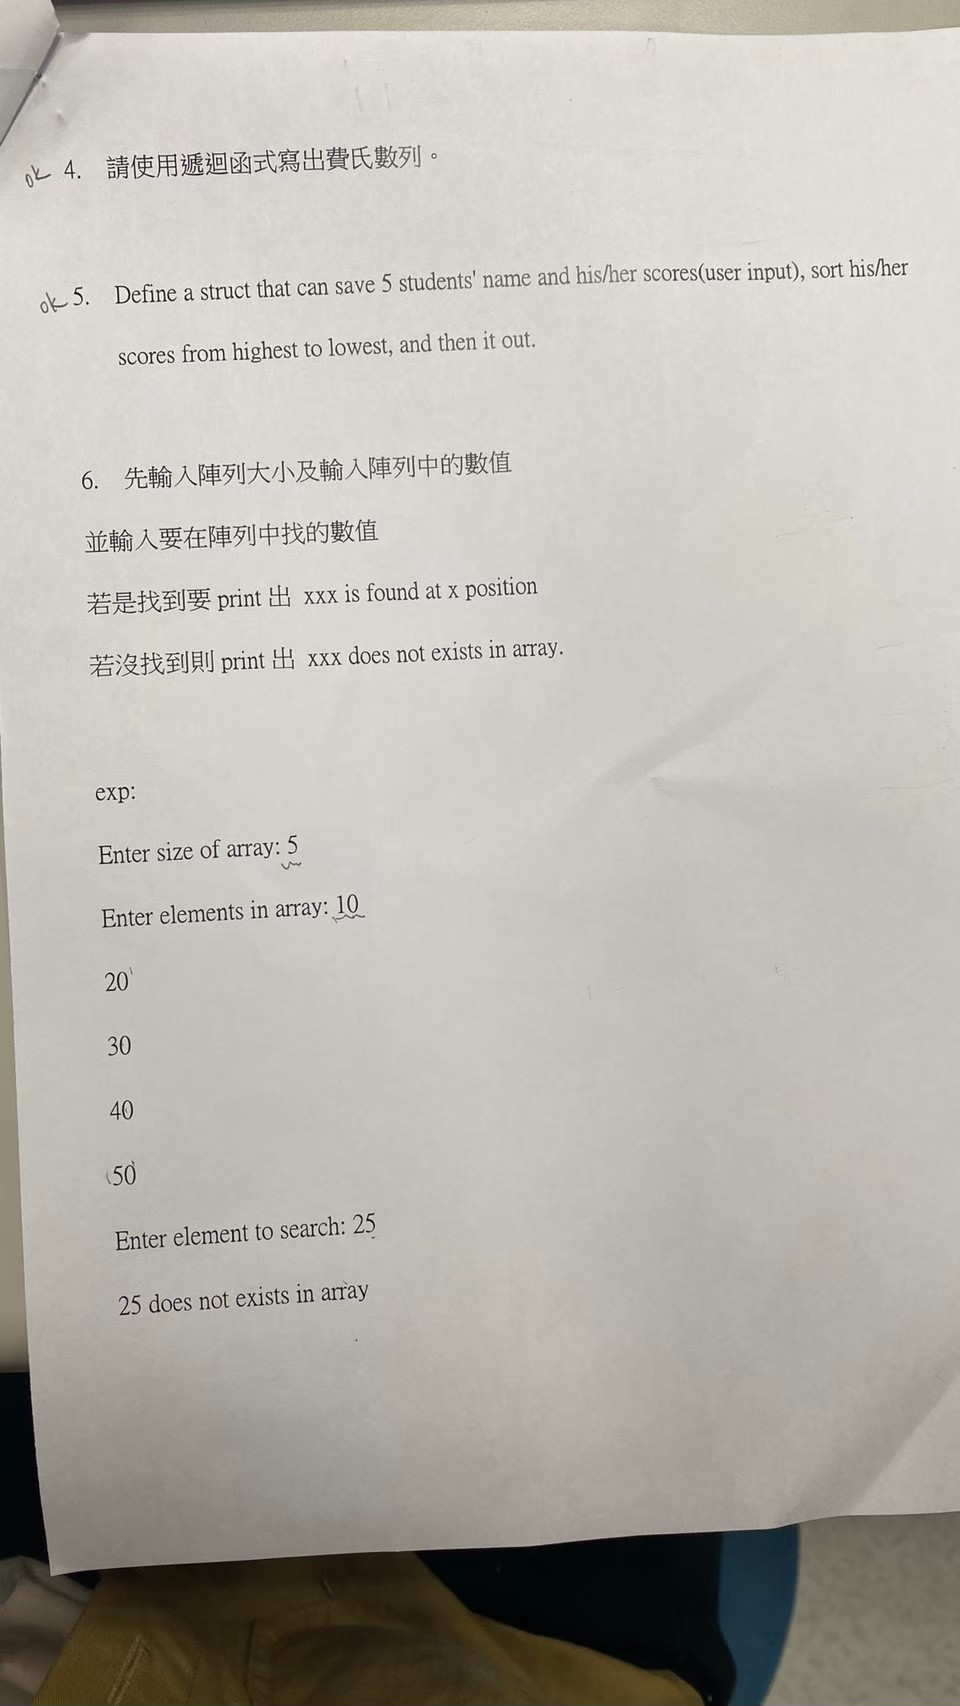 ok 4. 請使用遞迴函式寫出費氏數列。
ok 5. Define a struct that can save 5 students' name and his/her scores(user input), sort his/her
scores from highest to lowest, and then it out.
6. 先輸入陣列大小及輸入陣列中的數值
並輸入要在陣列中找的數值
若是找到要 print 出 xxx is found at x position
若沒找到則 print 出 xxx does not exists in array.
exp:
Enter size of array: 5
Enter elements in array: 10
20
30
40
50
Enter element to search: 25
25 does not exists in array